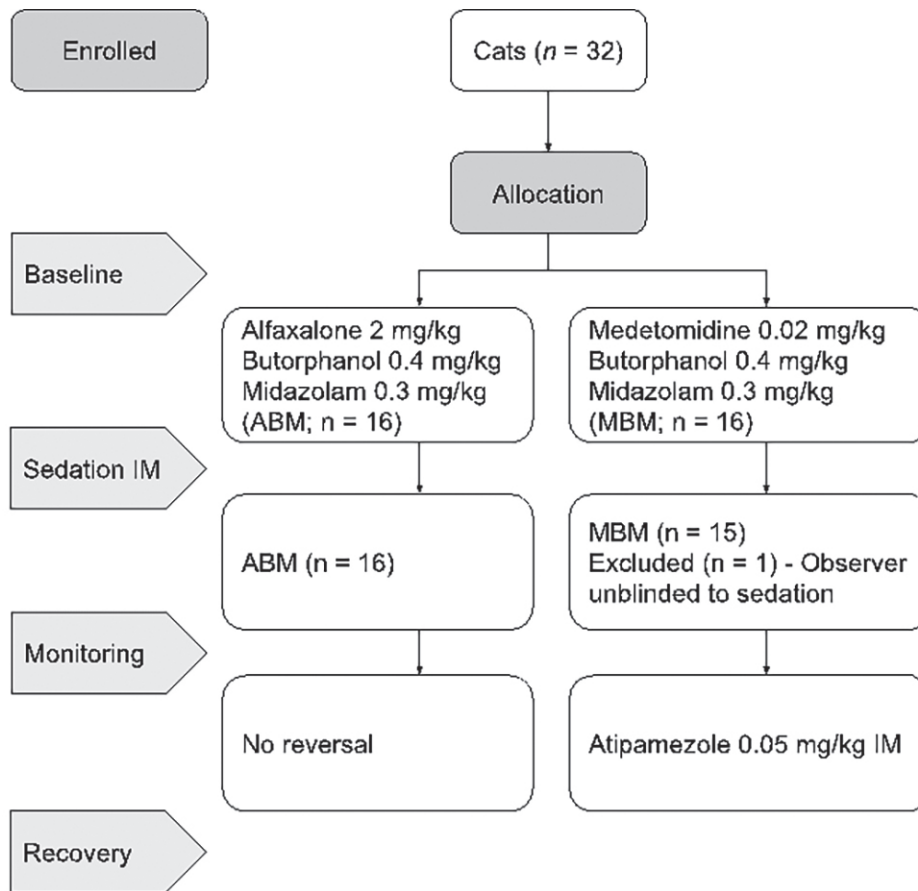 Enrolled
Cats (n = 32)
Allocation
Baseline
Alfaxalone 2 mg/kg
Butorphanol 0.4 mg/kg
Midazolam 0.3 mg/kg
(ABM; n = 16)
Medetomidine 0.02 mg/kg
Butorphanol 0.4 mg/kg
Midazolam 0.3 mg/kg
(MBM; n = 16)
Sedation IM
ABM (n = 16)
MBM (n = 15)
Excluded (n = 1) - Observer
unblinded to sedation
Monitoring
No reversal
Atipamezole 0.05 mg/kg IM
Recovery